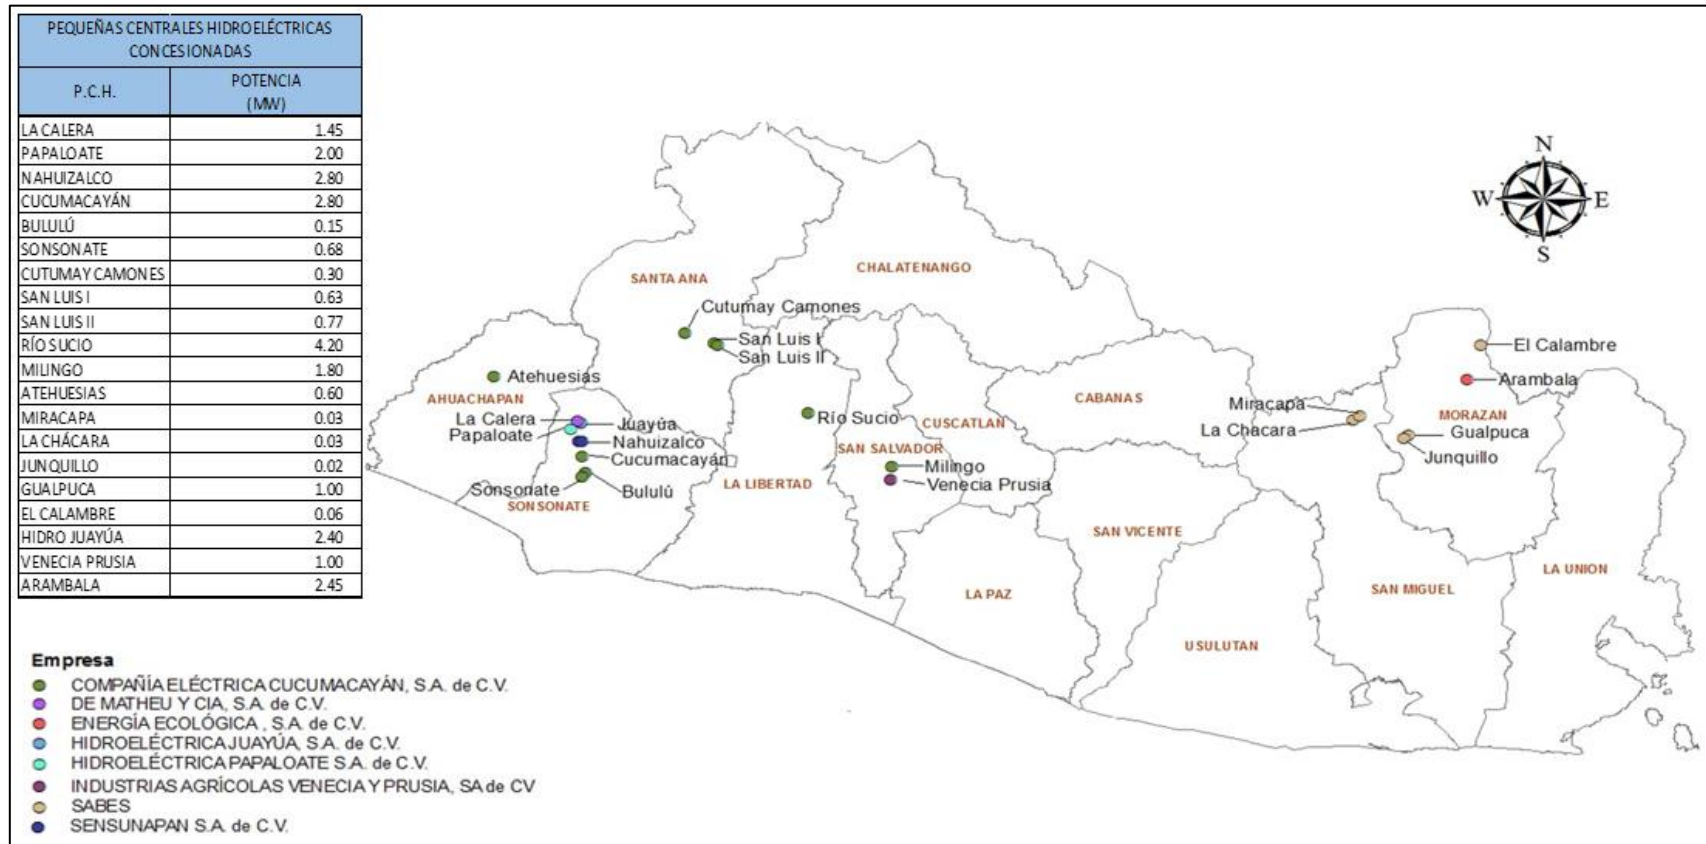 PEQUEÑAS CENTRALES HIDROELÉCTRICAS
CONCESIONADAS
P.C.H. POTENCIA
(MW)
LA CALERA 1.45
PAPALOATE 2.00
NAHUIZALCO 2.80
CUCUMACAYÁN 2.80
BULULÚ 0.15
SONSONATE 0.68
CUTUMAY CAMONES 0.30
SAN LUIS I 0.63
SAN LUIS II 0.77
RÍO SUCIO 4.20
MILINGO 1.80
ATEHUESIAS 0.60
MIRACAPA 0.03
LA CHÁCARA 0.03
JUNQUILLO 0.02
GUALPUCA 1.00
EL CALAMBRE 0.06
HIDRO JUAYÚA 2.40
VENECIA PRUSIA 1.00
ARAMBALA 2.45
N
W E
S
SANTA ANA
CHALATENANGO
Cutumay Camones
San Luis I
San Luis II
El Calambre
Atehuesias
Arambala
AHUACHAPAN
CABANAS
Miracapa
MORAZAN
La Calera
Juayúa
Río Sucio
CUSCATLAN
La Chacara
Gualpuca
Papaloate
Nahuizalco
SAN SALVADOR
Junquillo
Cucumacayán
Milingo
Sonsonate
Bululú
LA LIBERTAD
Venecia Prusia
SONSONATE
SAN VICENTE
LA UNION
LA PAZ
SAN MIGUEL
USULUTAN
Empresa
COMPAÑÍA ELÉCTRICA CUCUMACAYÁN, S.A. de C.V.
DE MATHEU Y CIA, S.A. de C.V.
ENERGÍA ECOLÓGICA , S.A. de C.V.
HIDROELÉCTRICA JUAYÚA, S.A. de C.V.
HIDROELÉCTRICA PAPALOATE S.A. de C.V.
INDUSTRIAS AGRÍCOLAS VENECIA Y PRUSIA, SA de CV
SABES
SENSUNAPAN S.A. de C.V.